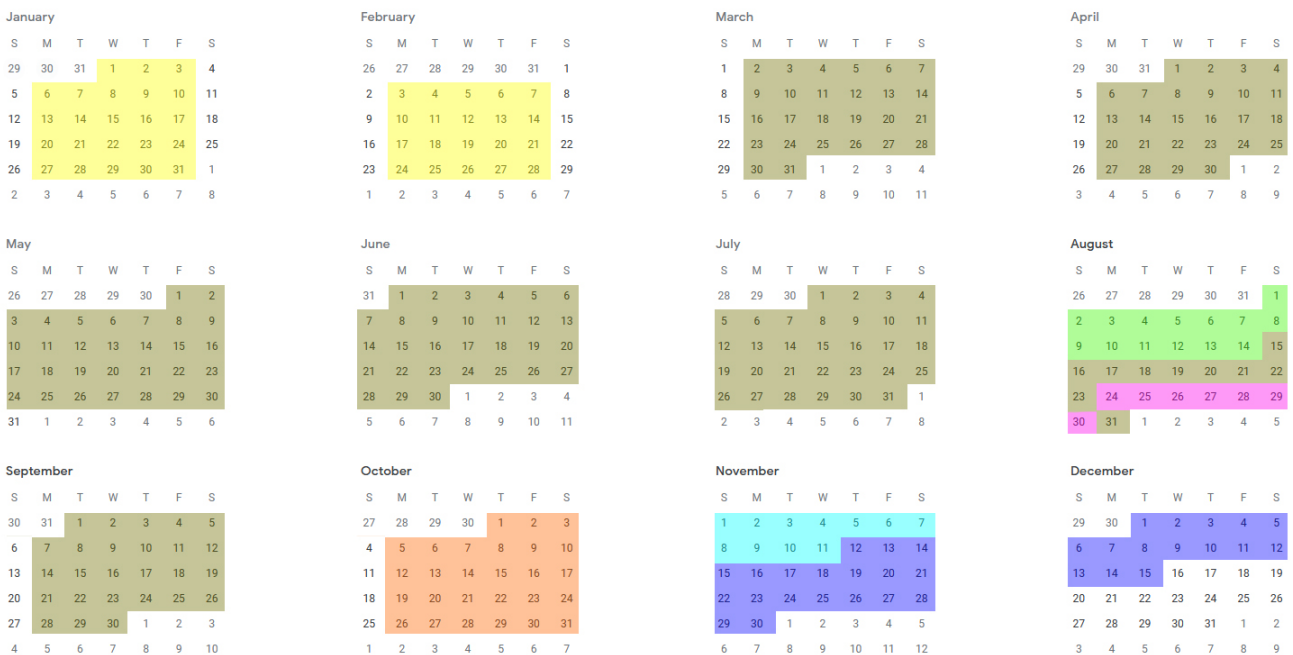 January February March April
S M T W T F S S M T W T F S S M T W T F S S M T W T F S
29 30 31 1 2 3 4 26 27 28 29 30 31 1 1 2 3 4 5 6 7 29 30 31 1 2 3 4
5 6 7 8 9 10 11 2 3 4 5 6 7 8 8 9 10 11 12 13 14 5 6 7 8 9 10 11
12 13 14 15 16 17 18 9 10 11 12 13 14 15 15 16 17 18 19 20 21 12 13 14 15 16 17 18
19 20 21 22 23 24 25 16 17 18 19 20 21 22 22 23 24 25 26 27 28 19 20 21 22 23 24 25
26 27 28 29 30 31 1 23 24 25 26 27 28 29 29 30 31 1 2 3 4 26 27 28 29 30 1 2
2 3 4 5 6 7 8 1 2 3 4 5 6 7 5 6 7 8 9 10 11 3 4 5 6 7 8 9
May June July August
S M T W T F S S M T W T F S S M T W T F S S M T W T F S
26 27 28 29 30 1 2 31 1 2 3 4 5 6 28 29 30 1 2 3 4 26 27 28 29 30 31 1
3 4 5 6 7 8 9 7 8 9 10 11 12 13 5 6 7 8 9 10 11 2 3 4 5 6 7 8
10 11 12 13 14 15 16 14 15 16 17 18 19 20 12 13 14 15 16 17 18 9 10 11 12 13 14 15
17 18 19 20 21 22 23 21 22 23 24 25 26 27 19 20 21 22 23 24 25 16 17 18 19 20 21 22
24 25 26 27 28 29 30 28 29 30 1 2 3 4 26 27 28 29 30 31 1 23 24 25 26 27 28 29
31 1 2 3 4 5 6 5 6 7 8 9 10 11 2 3 4 5 6 7 8 30 31 1 2 3 4 5
September October November December
S M T W T F S S M T W T F S S M T W T F S S M T W T F S
30 31 1 2 3 4 5 27 28 29 30 1 2 3 1 2 3 4 5 6 7 29 30 1 2 3 4 5
6 7 8 9 10 11 12 4 5 6 7 8 9 10 8 9 10 11 12 13 14 6 7 8 9 10 11 12
13 14 15 16 17 18 19 11 12 13 14 15 16 17 15 16 17 18 19 20 21 13 14 15 16 17 18 19
20 21 22 23 24 25 26 18 19 20 21 22 23 24 22 23 24 25 26 27 28 20 21 22 23 24 25 26
27 28 29 30 1 2 3 25 26 27 28 29 30 31 29 30 1 2 3 4 5 27 28 29 30 31 1 2
4 5 6 7 8 9 10 1 2 3 4 5 6 7 6 7 8 9 10 11 12 3 4 5 6 7 8 9